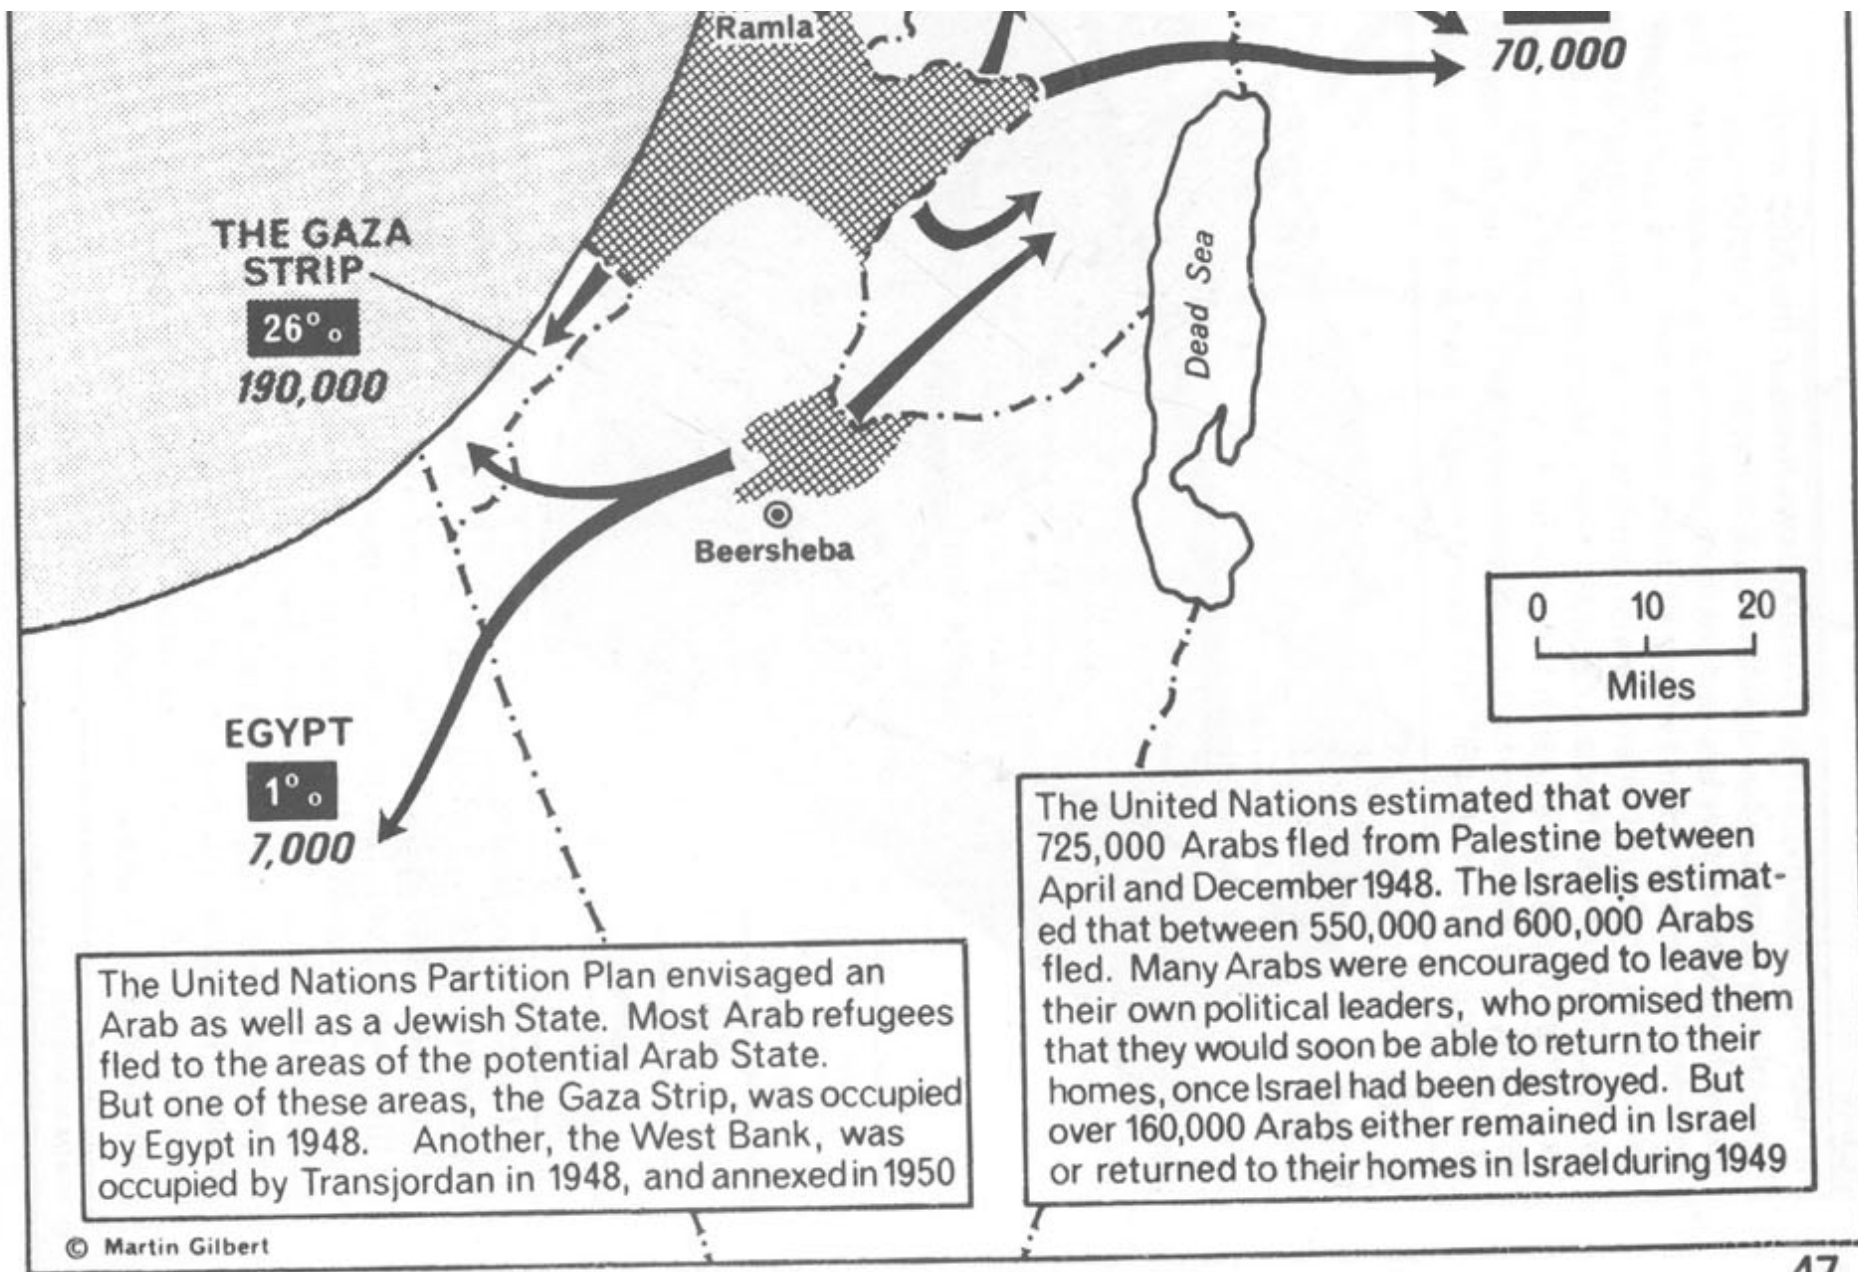 Ramla
70,000
THE GAZA
STRIP
26%
190,000
Dead Sea
Beersheba
0 10 20
Miles
EGYPT
1%
7,000
The United Nations estimated that over
725,000 Arabs fled from Palestine between
April and December 1948. The Israelis estimat-
ed that between 550,000 and 600,000 Arabs
fled. Many Arabs were encouraged to leave by
their own political leaders, who promised them
that they would soon be able to return to their
homes, once Israel had been destroyed. But
over 160,000 Arabs either remained in Israel
or returned to their homes in Israel during 1949
The United Nations Partition Plan envisaged an
Arab as well as a Jewish State. Most Arab refugees
fled to the areas of the potential Arab State.
But one of these areas, the Gaza Strip, was occupied
by Egypt in 1948. Another, the West Bank, was
occupied by Transjordan in 1948, and annexed in 1950
© Martin Gilbert